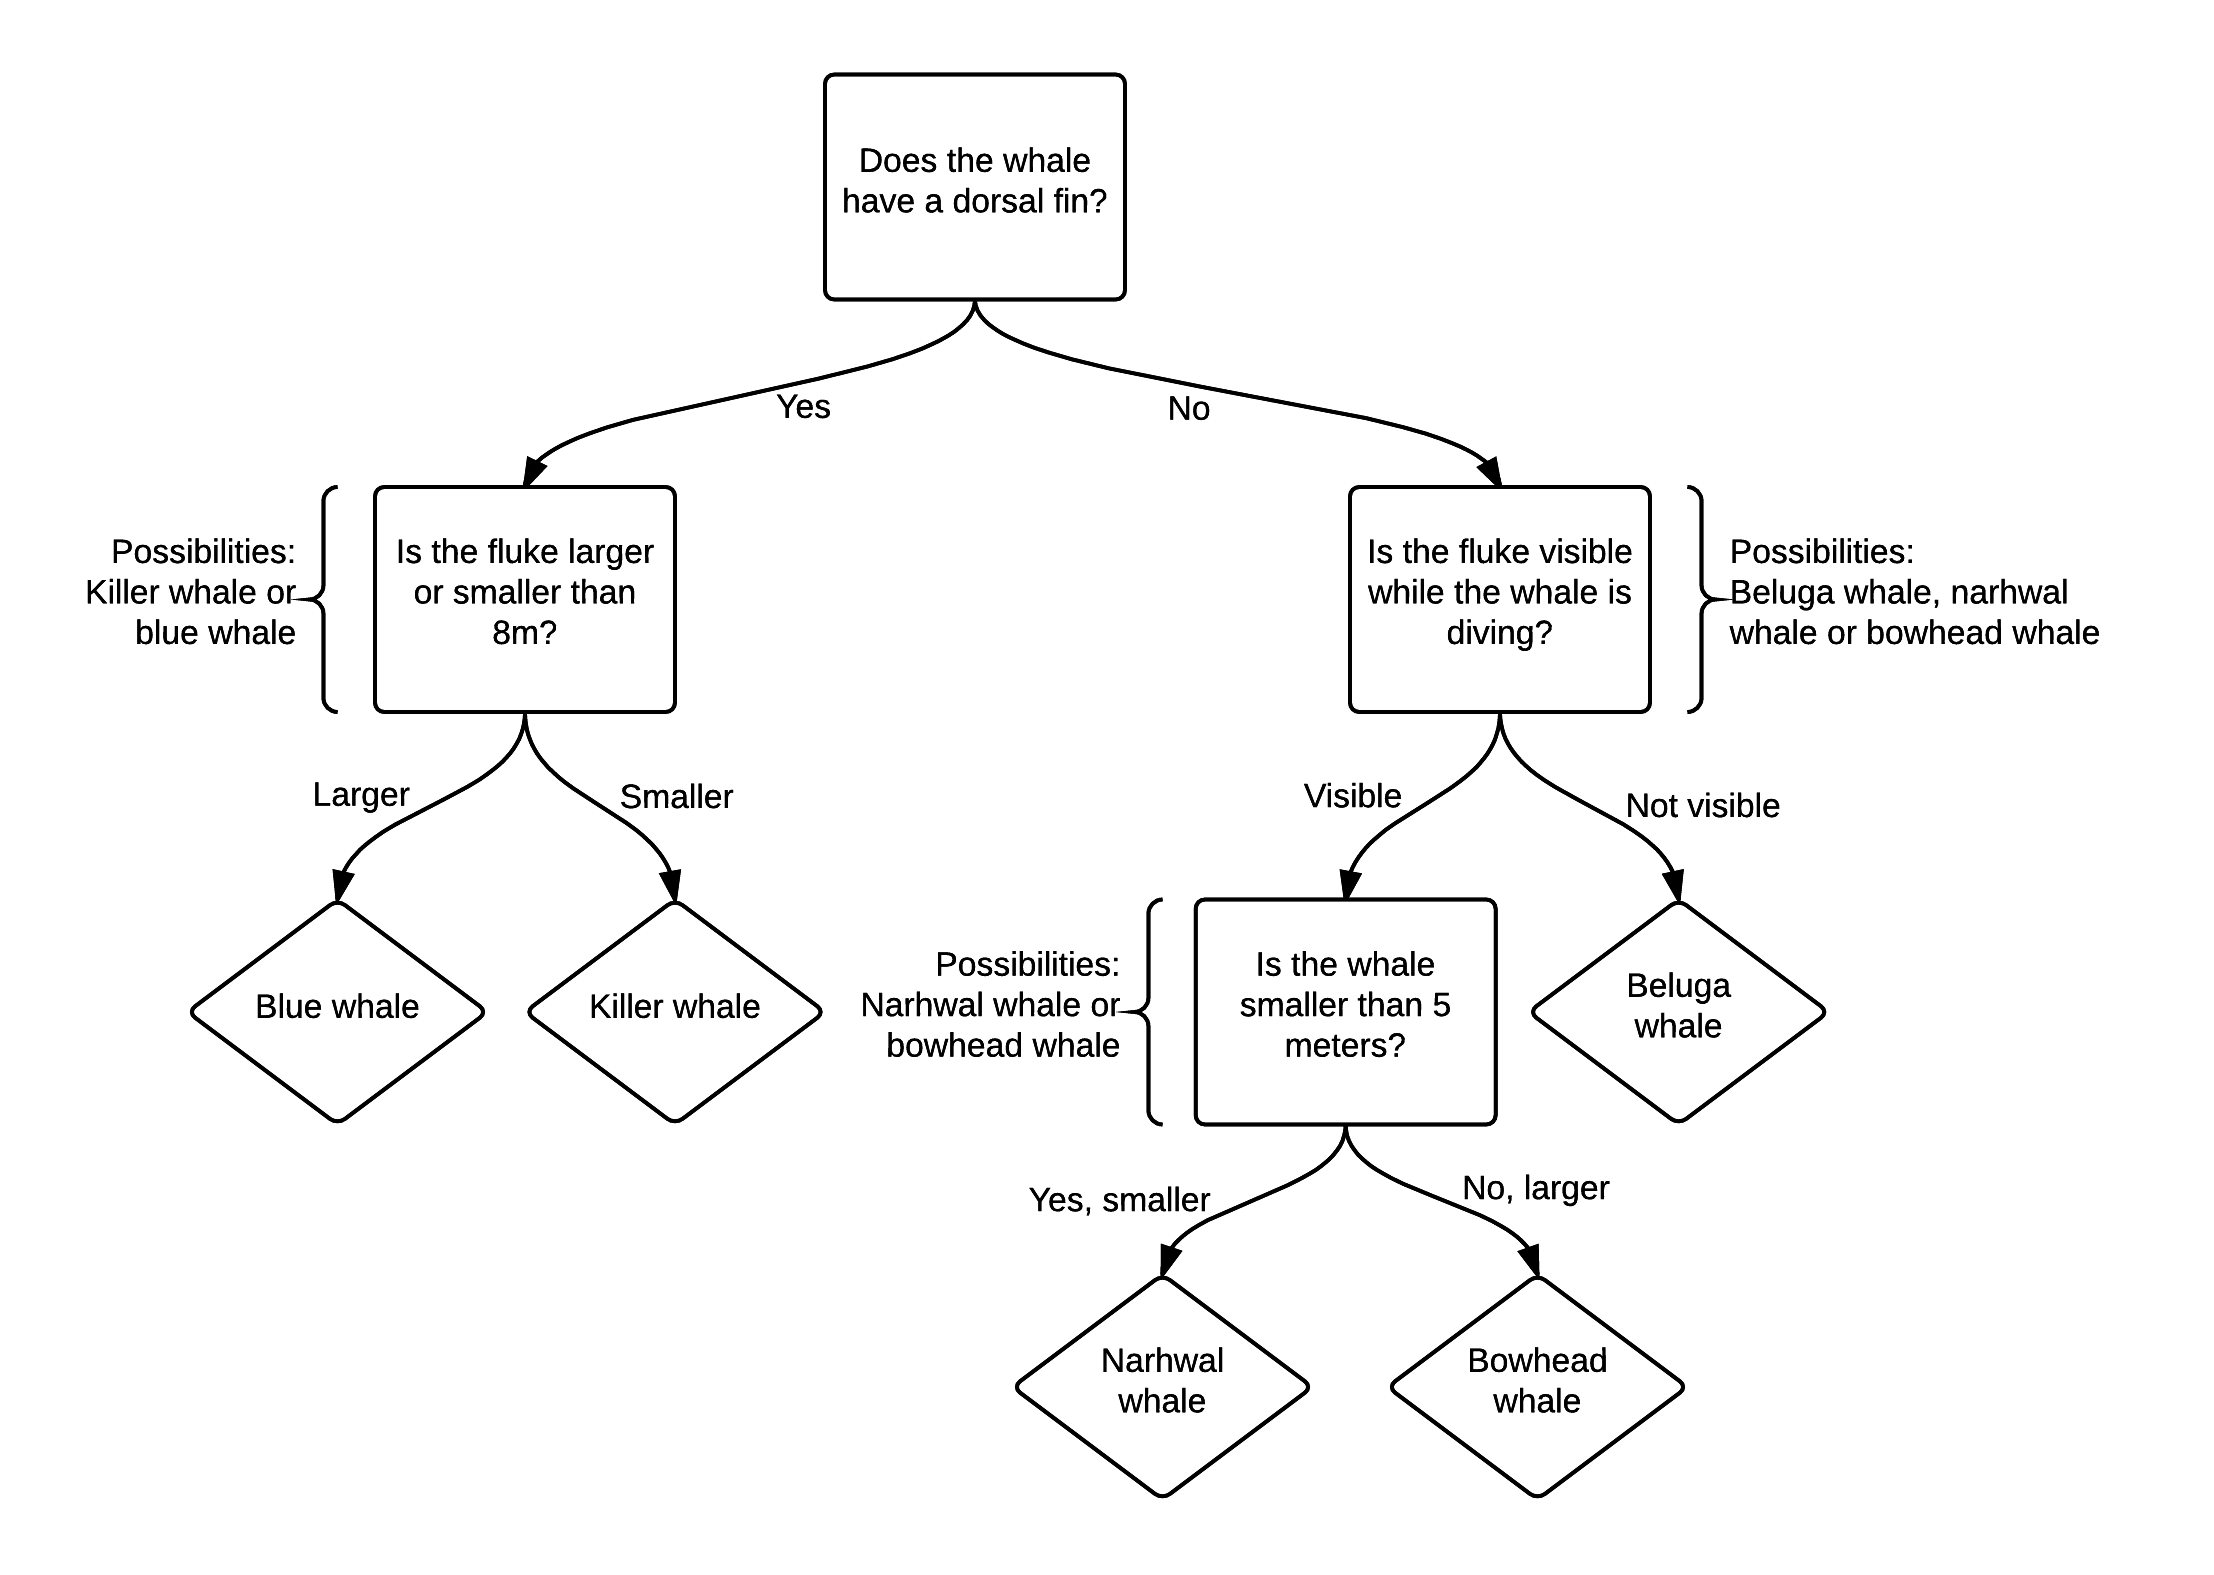 Does the whale
have a dorsal fin?
Yes
No
Possibilities:
Killer whale or
blue whale
Is the fluke larger
or smaller than
8m?
Is the fluke visible
while the whale is
diving?
Possibilities:
Beluga whale, narhwal
whale or bowhead whale
Larger
Smaller
Visible
Not visible
Blue whale
Killer whale
Possibilities:
Narhwal whale or
bowhead whale
Is the whale
smaller than 5
meters?
Beluga
whale
Yes, smaller
No, larger
Narhwal
whale
Bowhead
whale